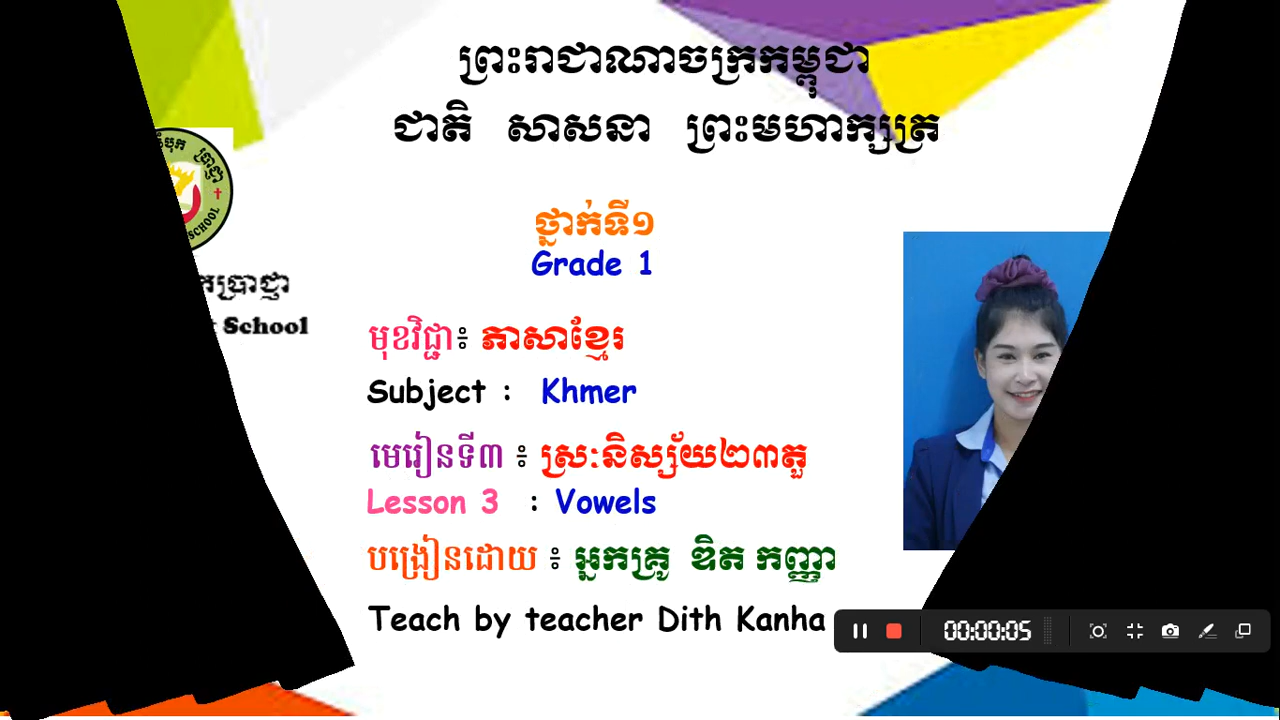 ព្រះរាជាណាចក្រកម្ពុជា
ជាតិ សាសនា ព្រះមហាក្សត្រ
ថ្នាក់ទី១
Grade 1
SCHOOL
School
មុខវិជ្ជា៖ ភាសាខ្មែរ
Subject : Khmer
មេរៀនទី៣ ៖ ស្រៈនិស្ស័យ២៣តួ
Lesson 3 : Vowels
បង្រៀនដោយ ៖ អ្នកគ្រូ ឌិត កញ្ញា
Teach by teacher Dith Kanha
00:00:05